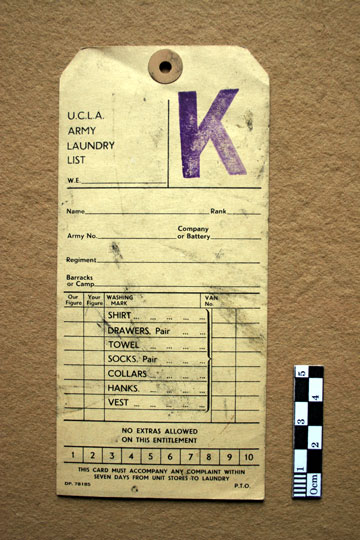 U.C.L.A.
ARMY
LAUNDRY
LIST
W.E.
K
Name Rank
Army No. Company or Battery
Regiment
Barracks
or Camp
Our Figure Your Figure WASHING MARK VAN No.
SHIRT ... ... ...
DRAWERS, Pair ... ...
TOWEL ... ... ...
SOCKS, Pair ... ... ...
COLLARS ... ... ...
HANKS. ... ... ...
VEST ... ... ...
NO EXTRAS ALLOWED
ON THIS ENTITLEMENT
1 2 3 4 5 6 7 8 9 10
THIS CARD MUST ACCOMPANY ANY COMPLAINT WITHIN
SEVEN DAYS FROM UNIT STORES TO LAUNDRY
DP. 78185 P.T.O.
5
4
3
2
1
0cm